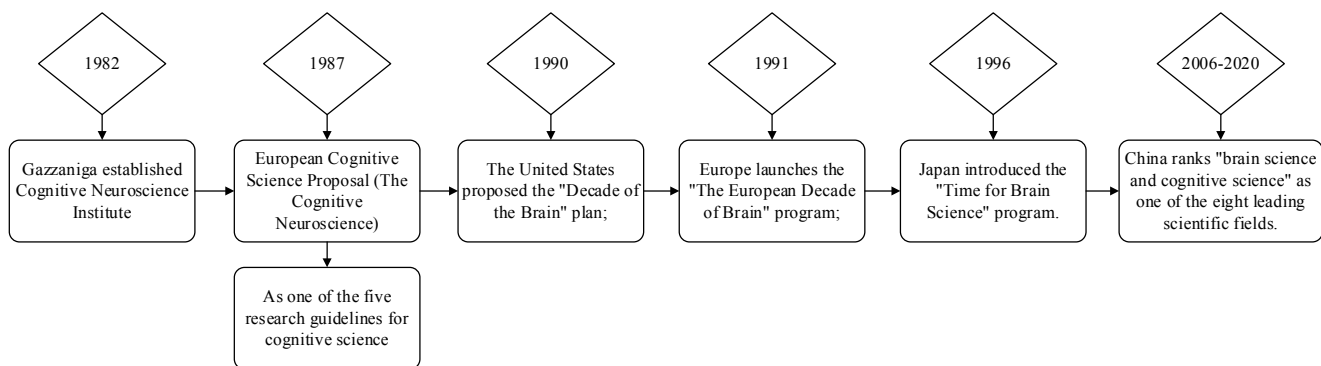 1982
1987
1990
1991
1996
2006-2020
Gazzaniga established
Cognitive Neuroscience
Institute
European Cognitive
Science Proposal (The
Cognitive
Neuroscience)
The United States
proposed the "Decade of
the Brain" plan;
Europe launches the
"The European Decade
of Brain" program;
Japan introduced the
"Time for Brain
Science" program.
China ranks "brain science
and cognitive science" as
one of the eight leading
scientific fields.
As one of the five
research guidelines for
cognitive science